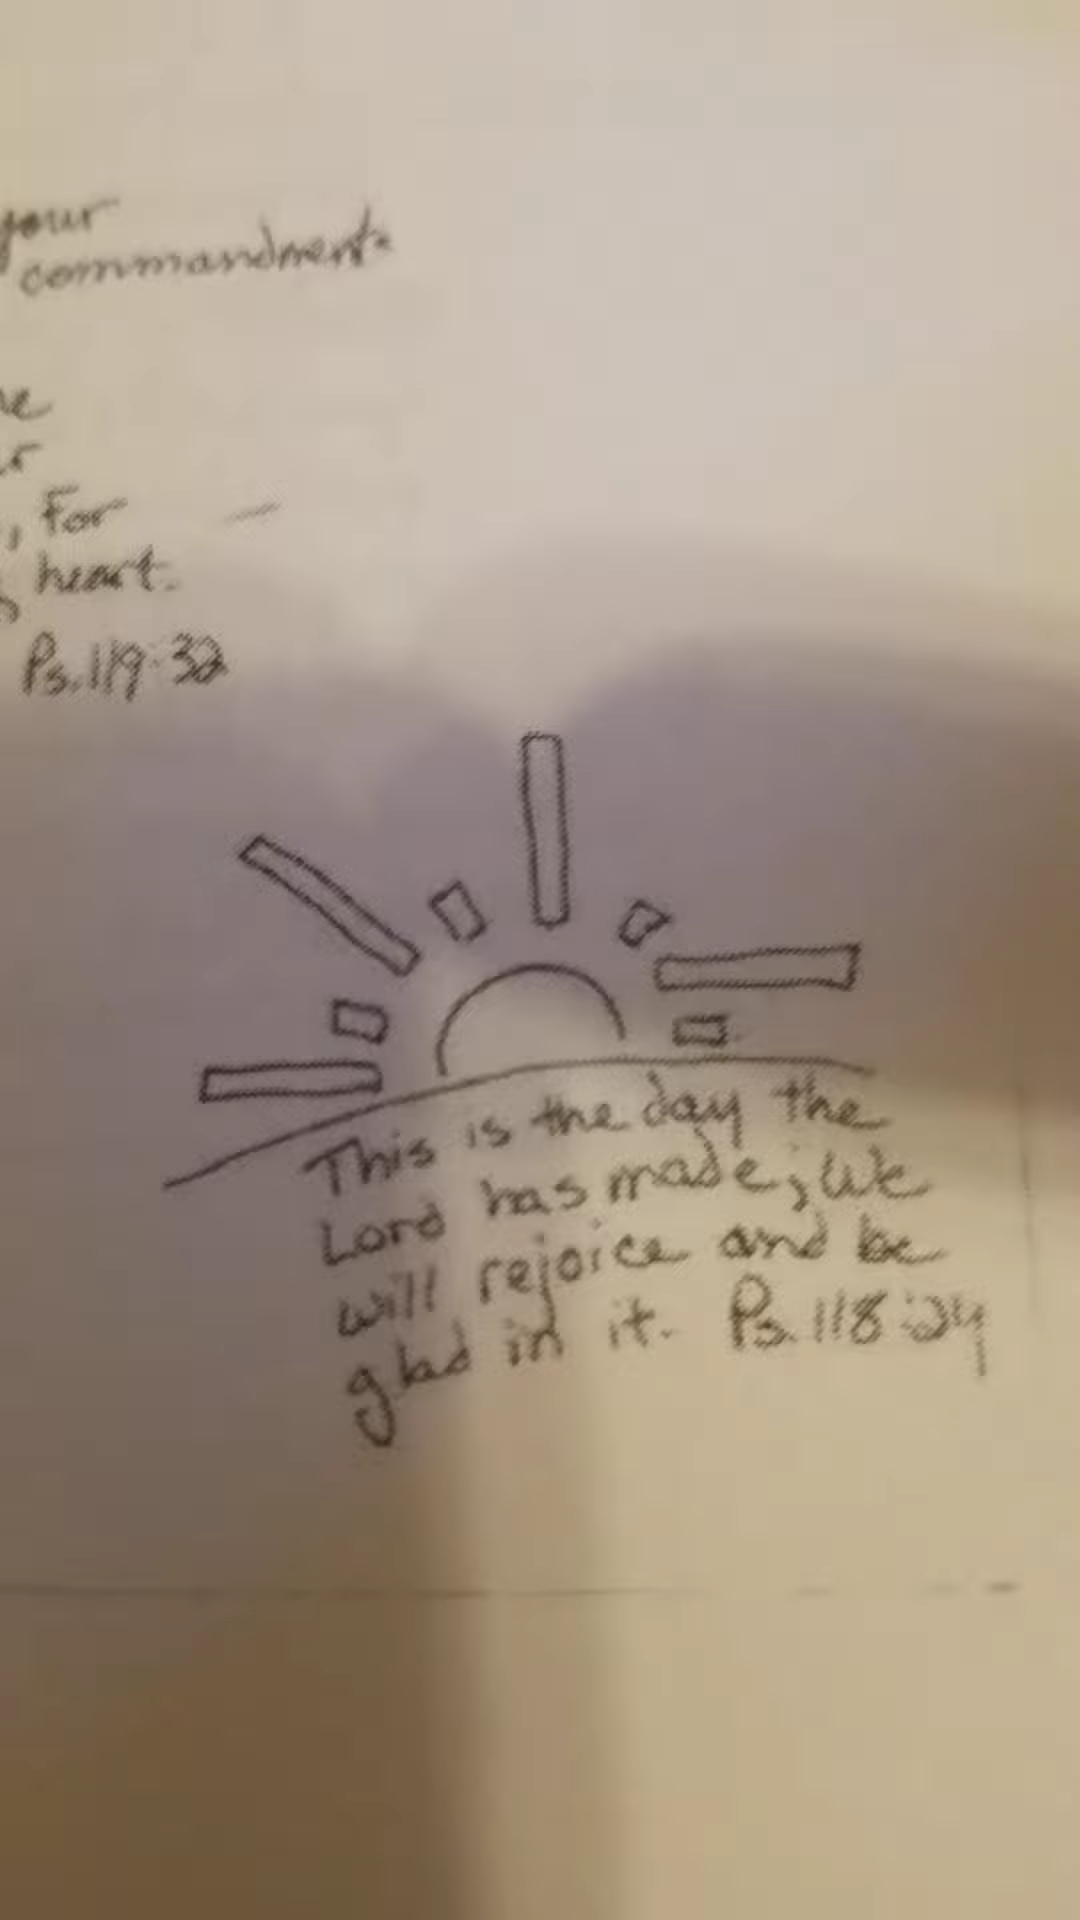 your
commandments
, For
heart.
Ps. 119:32
This is the day the
Lord has made; We
will rejoice and be
glad in it. Ps. 118:24